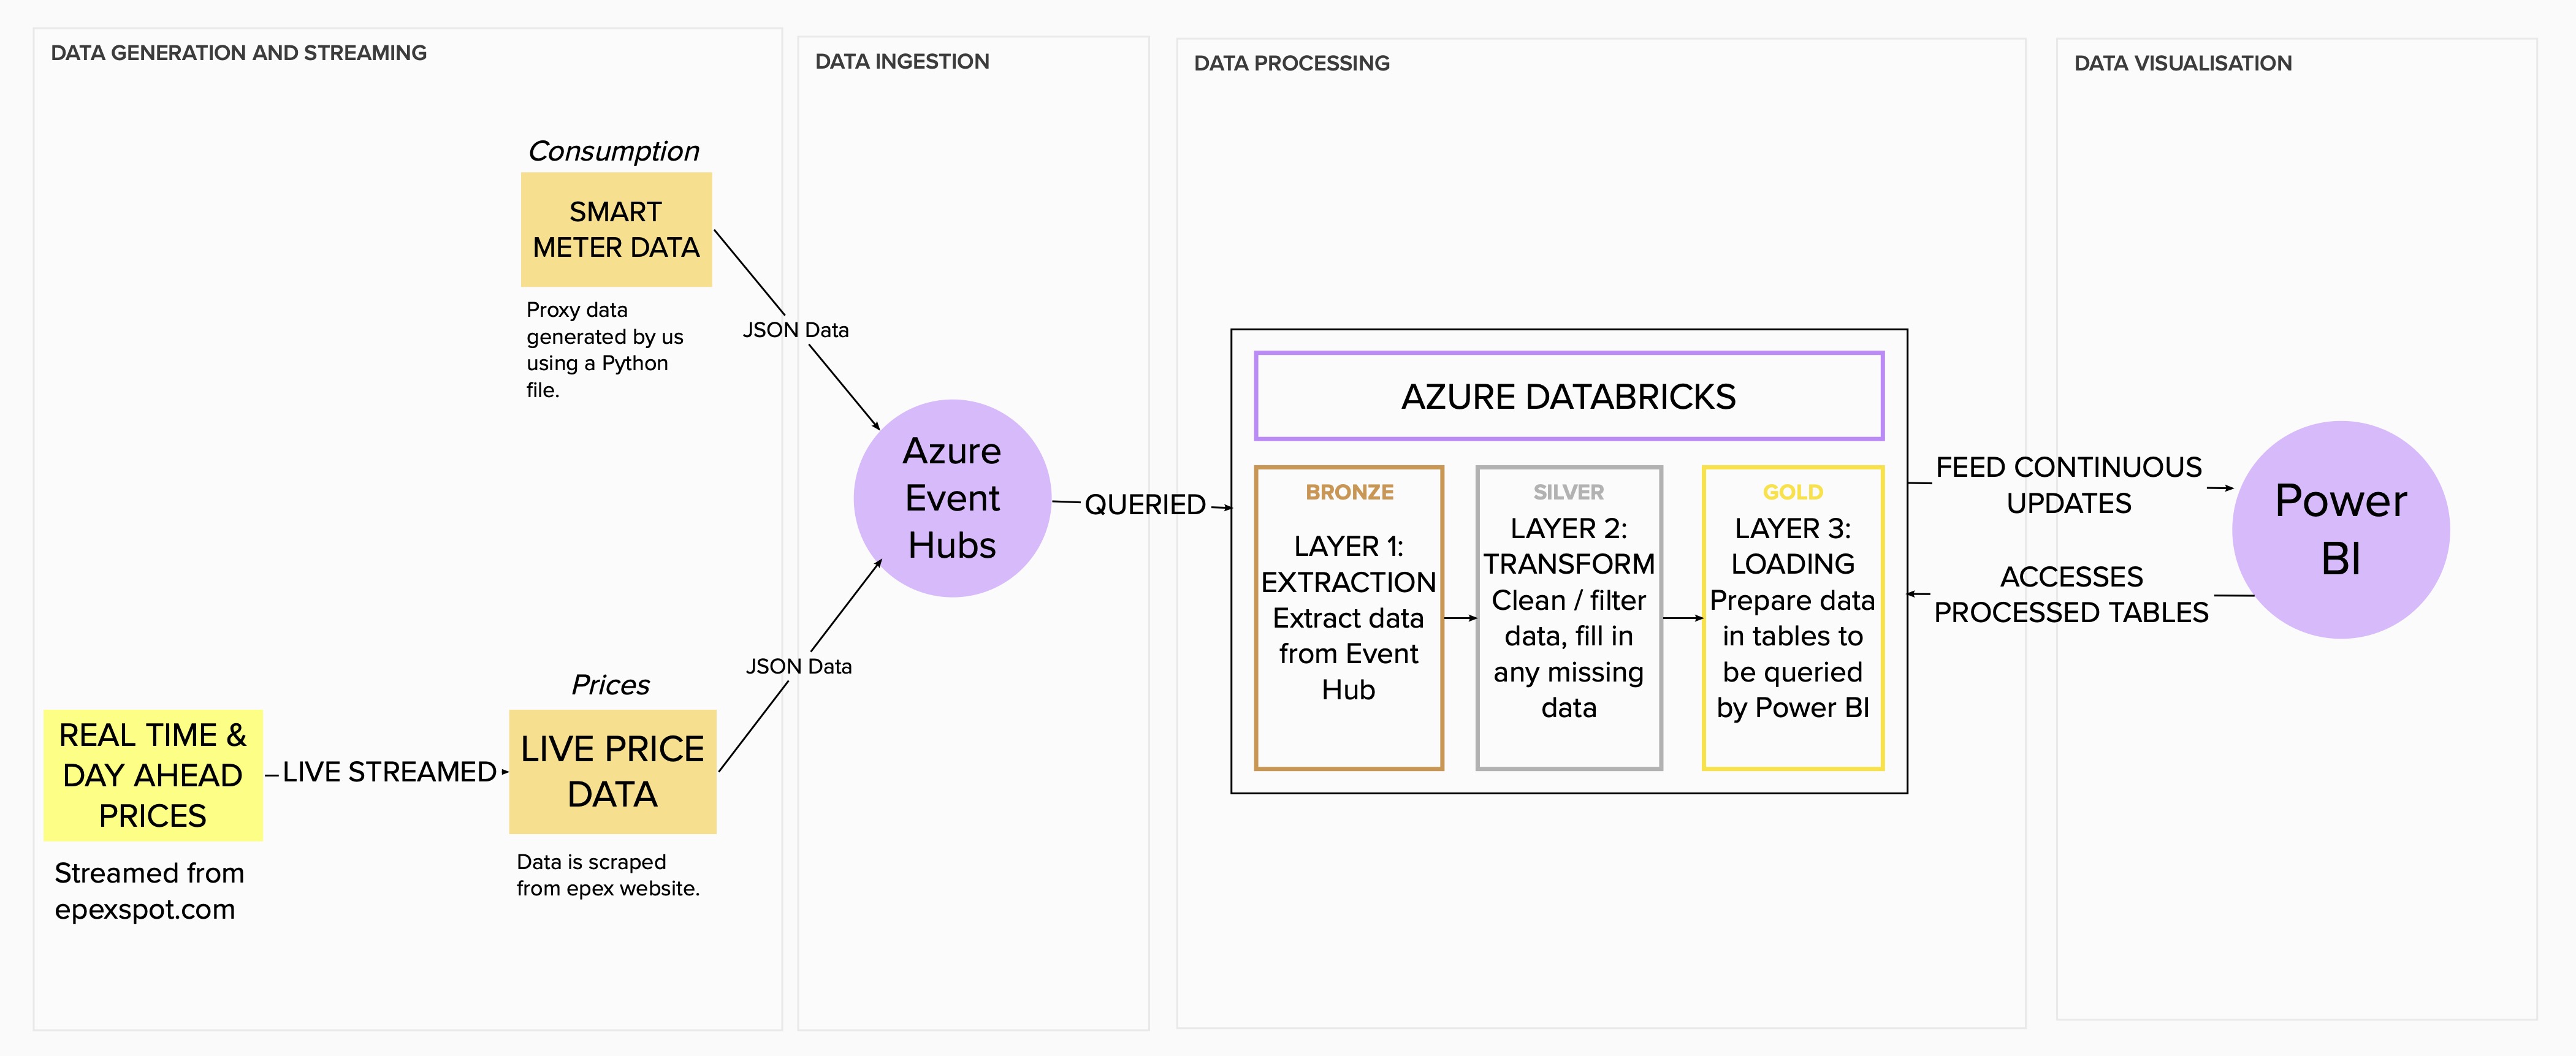 DATA GENERATION AND STREAMING
Consumption
SMART
METER DATA
Proxy data
generated by us
using a Python
file.
JSON Data
Prices
REAL TIME &
DAY AHEAD
PRICES
Streamed from
epexspot.com
LIVE STREAMED
LIVE PRICE
DATA
Data is scraped
from epex website.
JSON Data
DATA INGESTION
Azure
Event
Hubs
QUERIED
DATA PROCESSING
AZURE DATABRICKS
BRONZE
LAYER 1:
EXTRACTION
Extract data
from Event
Hub
SILVER
LAYER 2:
TRANSFORM
Clean / filter
data, fill in
any missing
data
GOLD
LAYER 3:
LOADING
Prepare data
in tables to
be queried
by Power BI
FEED CONTINUOUS
UPDATES
ACCESSES
PROCESSED TABLES
DATA VISUALISATION
Power
BI